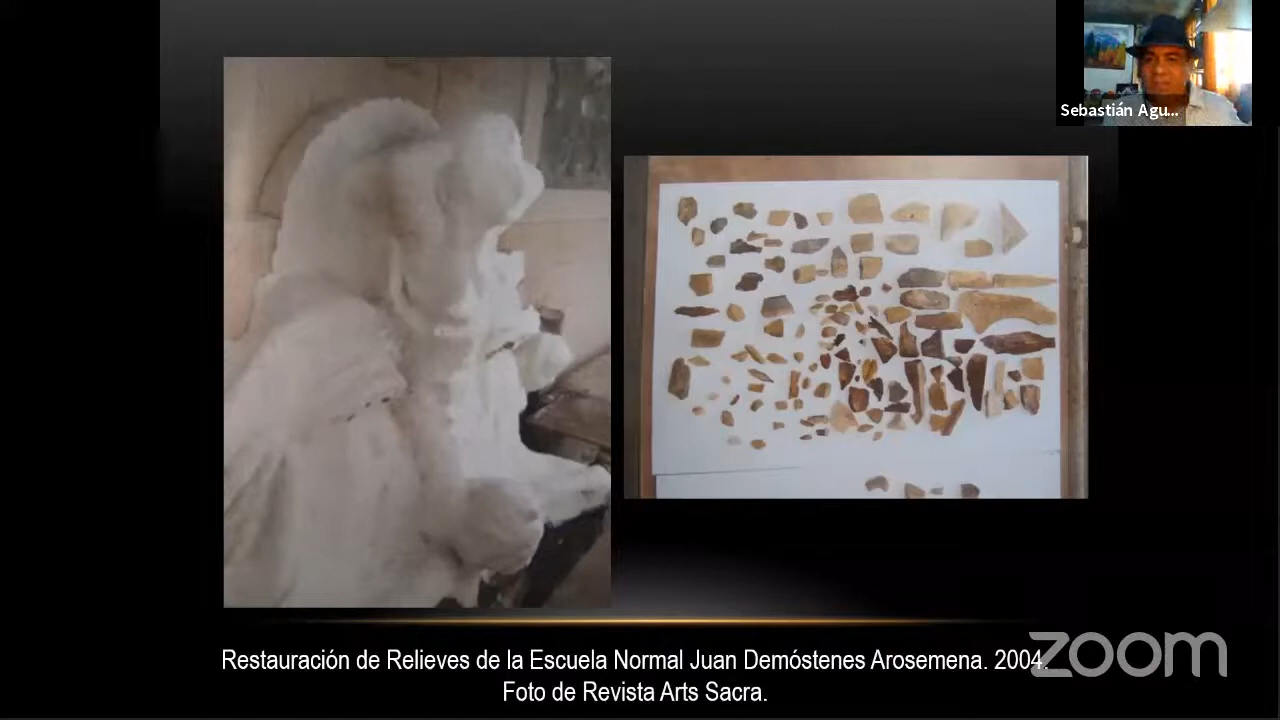 Sebastián Agu...
Restauración de Relieves de la Escuela Normal Juan Demóstenes Arosemena. 2004.
Foto de Revista Arts Sacra.
zoom